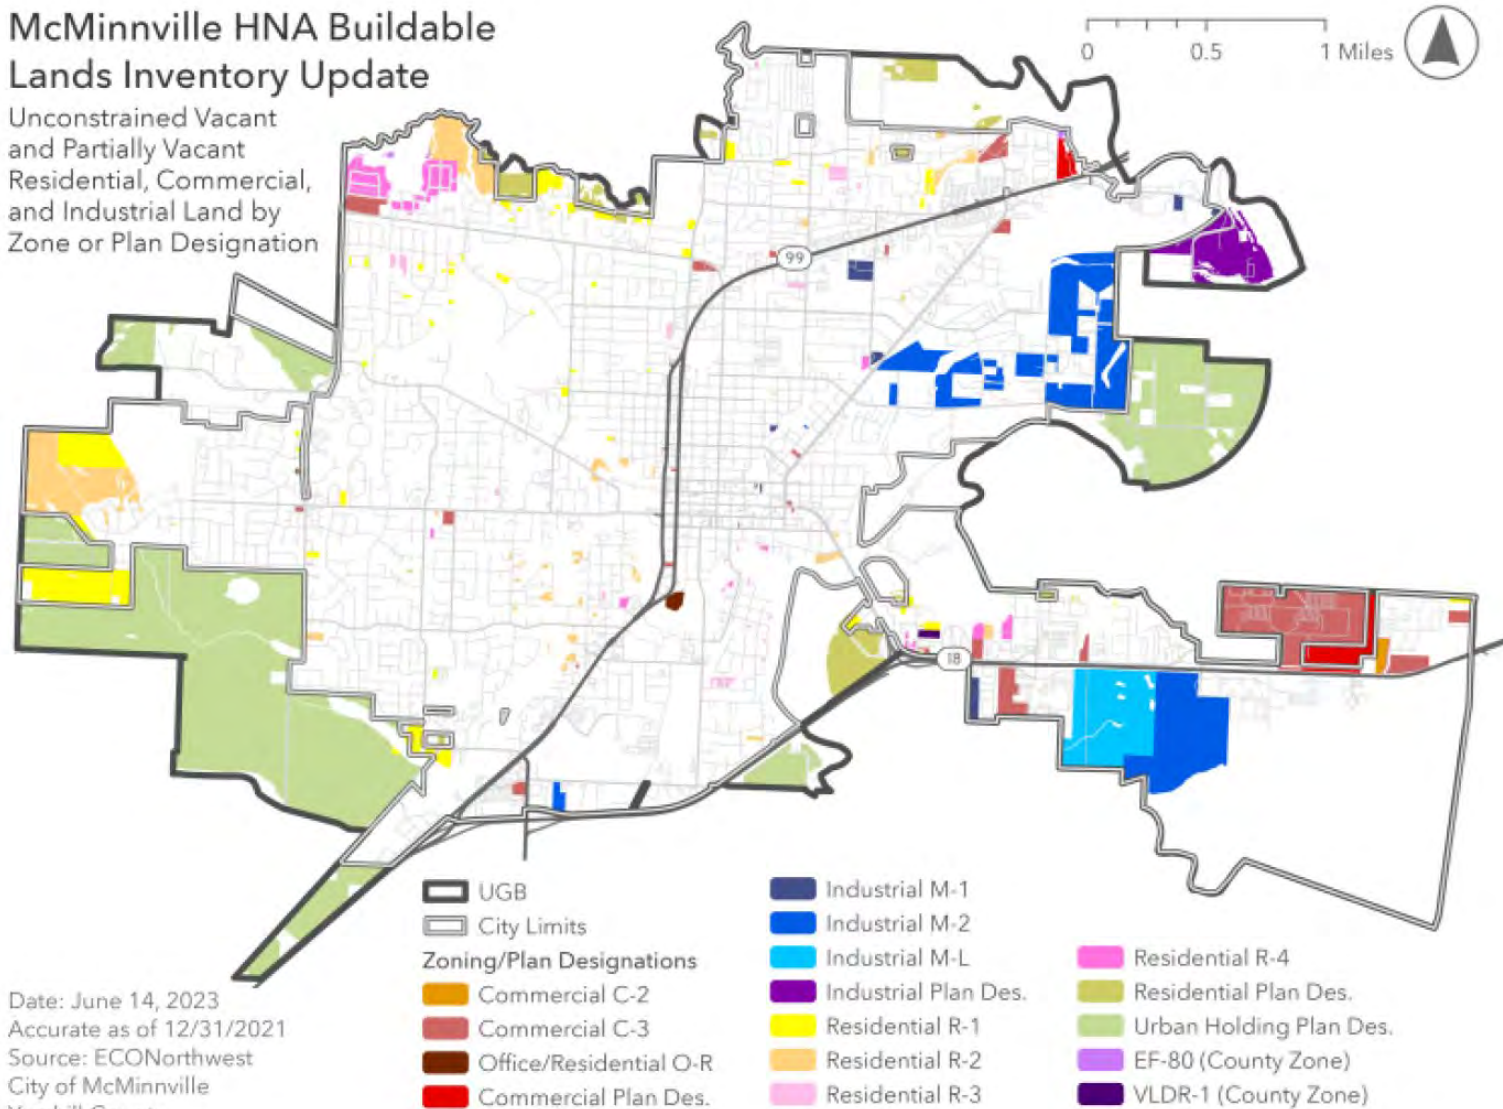 McMinnville HNA Buildable
Lands Inventory Update
Unconstrained Vacant
and Partially Vacant
Residential, Commercial,
and Industrial Land by
Zone or Plan Designation
0 0.5 1 Miles
99
18
UGB
City Limits
Zoning/Plan Designations
Commercial C-2
Commercial C-3
Office/Residential O-R
Commercial Plan Des.
Industrial M-1
Industrial M-2
Industrial M-L
Industrial Plan Des.
Residential R-1
Residential R-2
Residential R-3
Residential R-4
Residential Plan Des.
Urban Holding Plan Des.
EF-80 (County Zone)
VLDR-1 (County Zone)
Date: June 14, 2023
Accurate as of 12/31/2021
Source: ECONorthwest
City of McMinnville